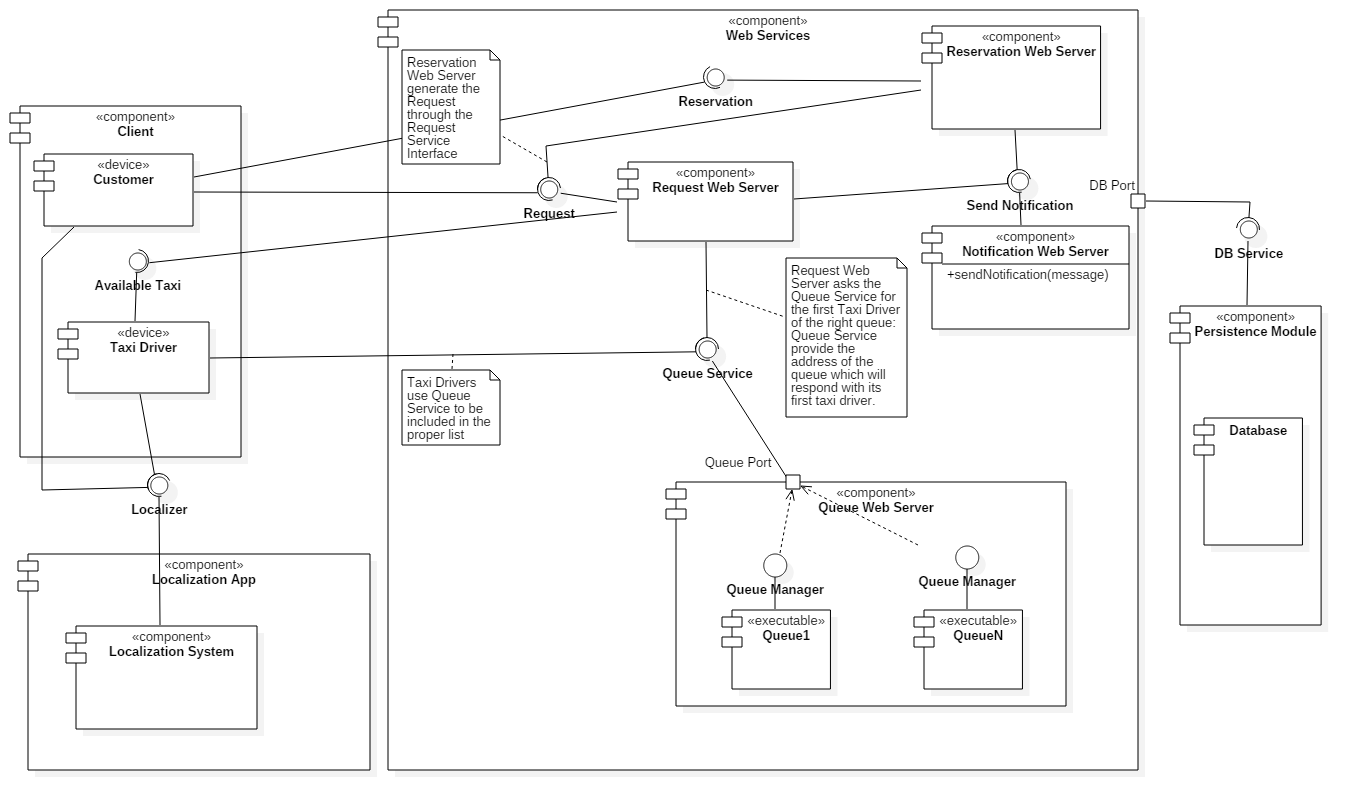 «component»
Web Services
Reservation
Web Server
generate the
Request
through the
Request
Service
Interface
«component»
Reservation Web Server
Reservation
«component»
Client
«device»
Customer
«component»
Request Web Server
Request
Send Notification
DB Port
DB Service
«component»
Notification Web Server
+sendNotification(message)
Available Taxi
«device»
Taxi Driver
Request Web
Server asks the
Queue Service for
the first Taxi Driver
of the right queue:
Queue Service
provide the
address of the
queue which will
respond with its
first taxi driver.
«component»
Persistence Module
Database
Queue Service
Taxi Drivers
use Queue
Service to be
included in the
proper list
Queue Port
«component»
Queue Web Server
Queue Manager
Queue Manager
«executable»
Queue1
«executable»
QueueN
Localizer
«component»
Localization App
«component»
Localization System